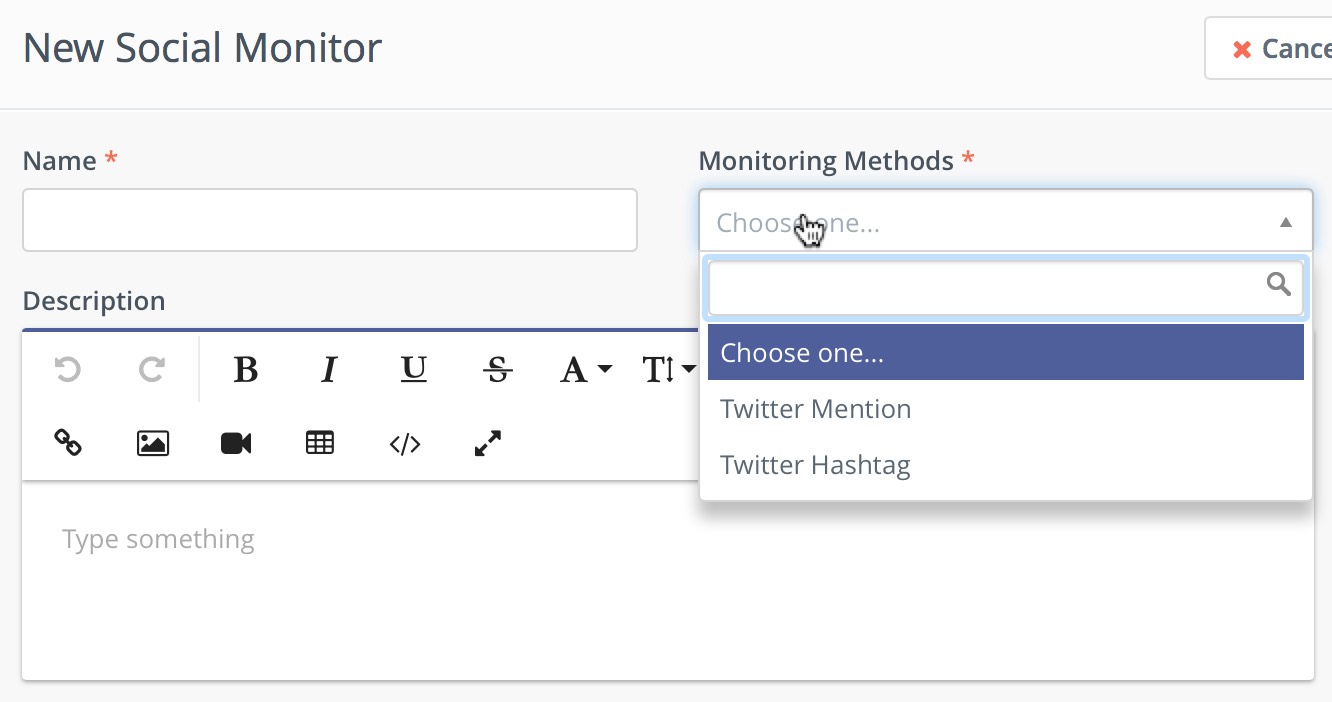 New Social Monitor
Cance
Name *
Monitoring Methods *
Choose one...
Description
Choose one...
Twitter Mention
Twitter Hashtag
B I U S A T
Type something